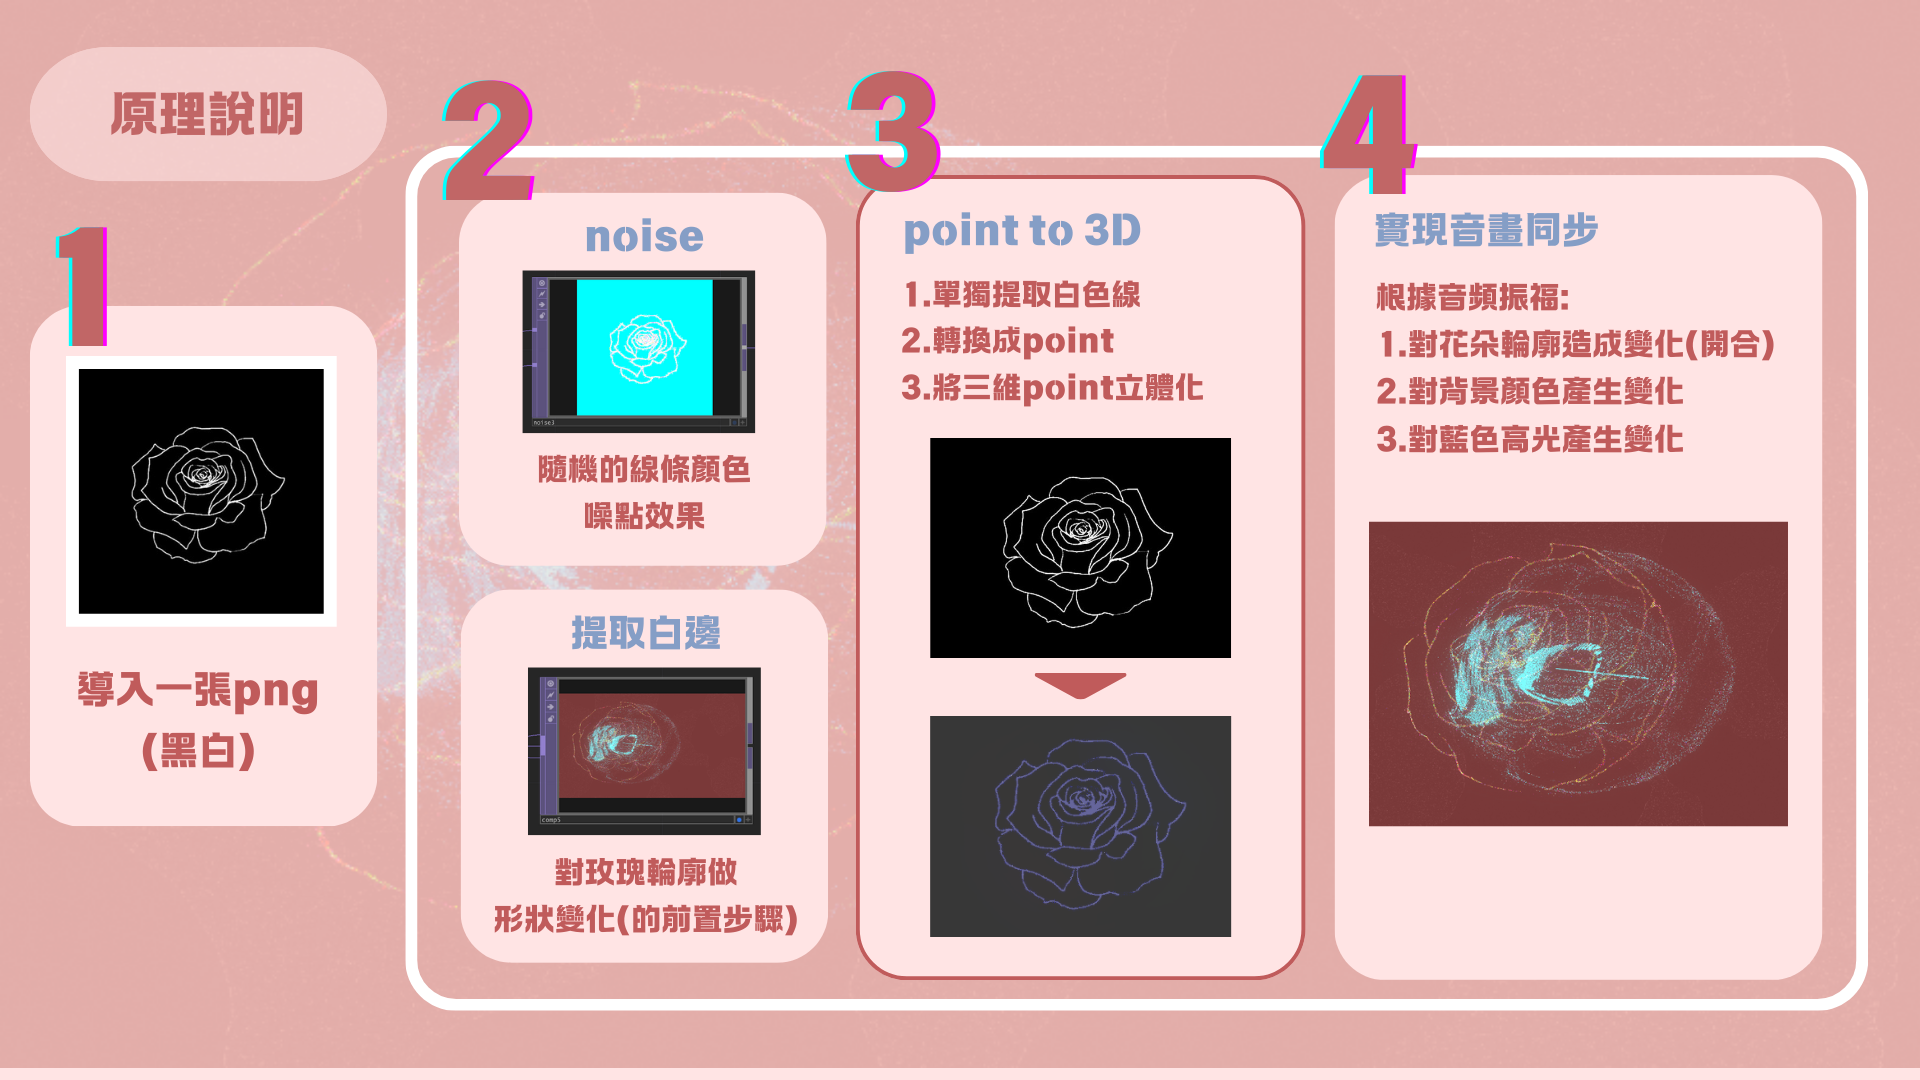 原理說明
1
導入一張png
(黑白)
2
noise
noise3
隨機的線條顏色
噪點效果
提取白邊
comp5
對玫瑰輪廓做
形狀變化(的前置步驟)
3
point to 3D
1.單獨提取白色線
2.轉換成point
3.將三維point立體化
4
實現音畫同步
根據音頻振福:
1.對花朵輪廓造成變化(開合)
2.對背景顏色產生變化
3.對藍色高光產生變化